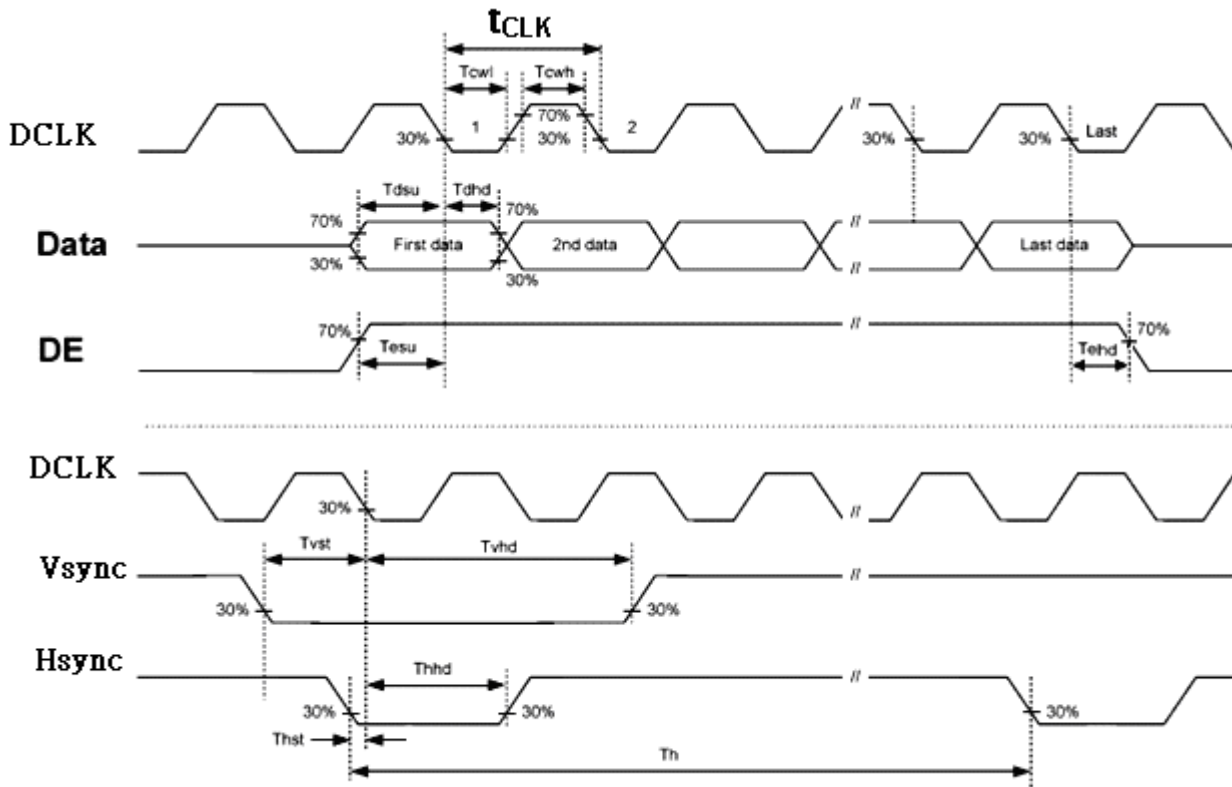 tCLK
Tcwl Tcwh
DCLK 30% 1 70% 30% 2 // 30% 30% Last
Tdsu Tdhd
70% 70%
Data First data 2nd data // Last data
30% 30%
DE 70% // 70%
Tesu Tehd
DCLK
30% //
Tvst Tvhd
Vsync //
30% 30%
Hsync
Thhd //
30% 30% 30%
Thst
Th